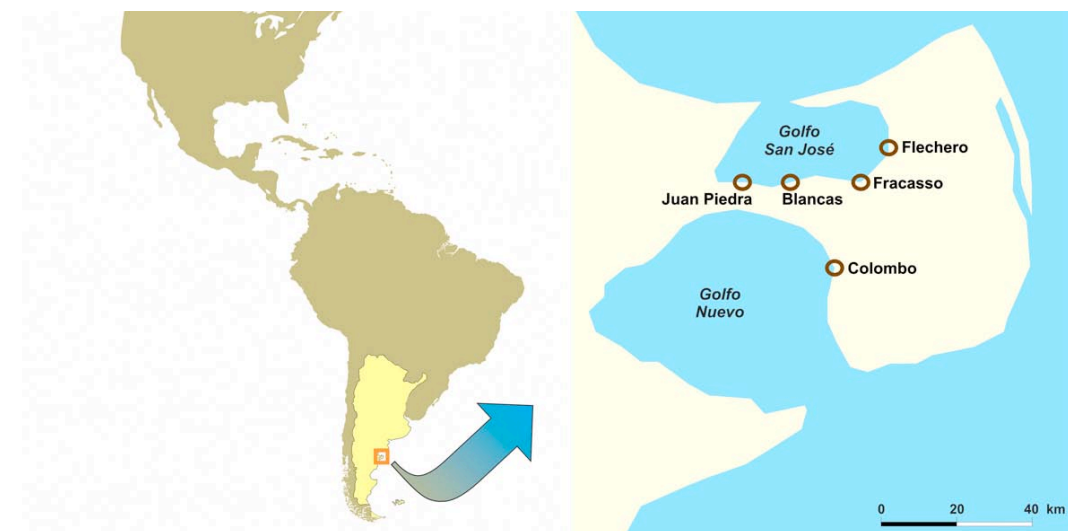 Golfo
San José
Flechero
Fracasso
Juan Piedra
Blancas
Colombo
Golfo
Nuevo
0 20 40 km